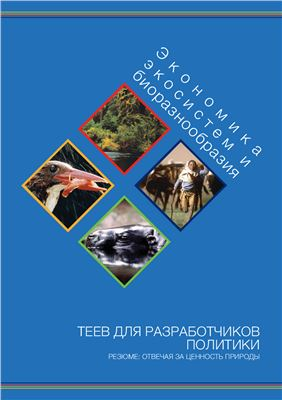 Экономика
экосистем и
биоразнообразия
ТЕЕВ ДЛЯ РАЗРАБОТЧИКОВ
ПОЛИТИКИ
РЕЗЮМЕ: ОТВЕЧАЯ ЗА ЦЕННОСТЬ ПРИРОДЫ